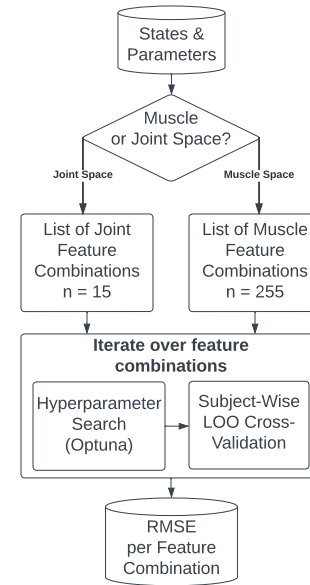 States &
Parameters
Muscle
or Joint Space?
Joint Space
Muscle Space
List of Joint
Feature
Combinations
n = 15
List of Muscle
Feature
Combinations
n = 255
Iterate over feature
combinations
Hyperparameter
Search
(Optuna)
Subject-Wise
LOO Cross-
Validation
RMSE
per Feature
Combination